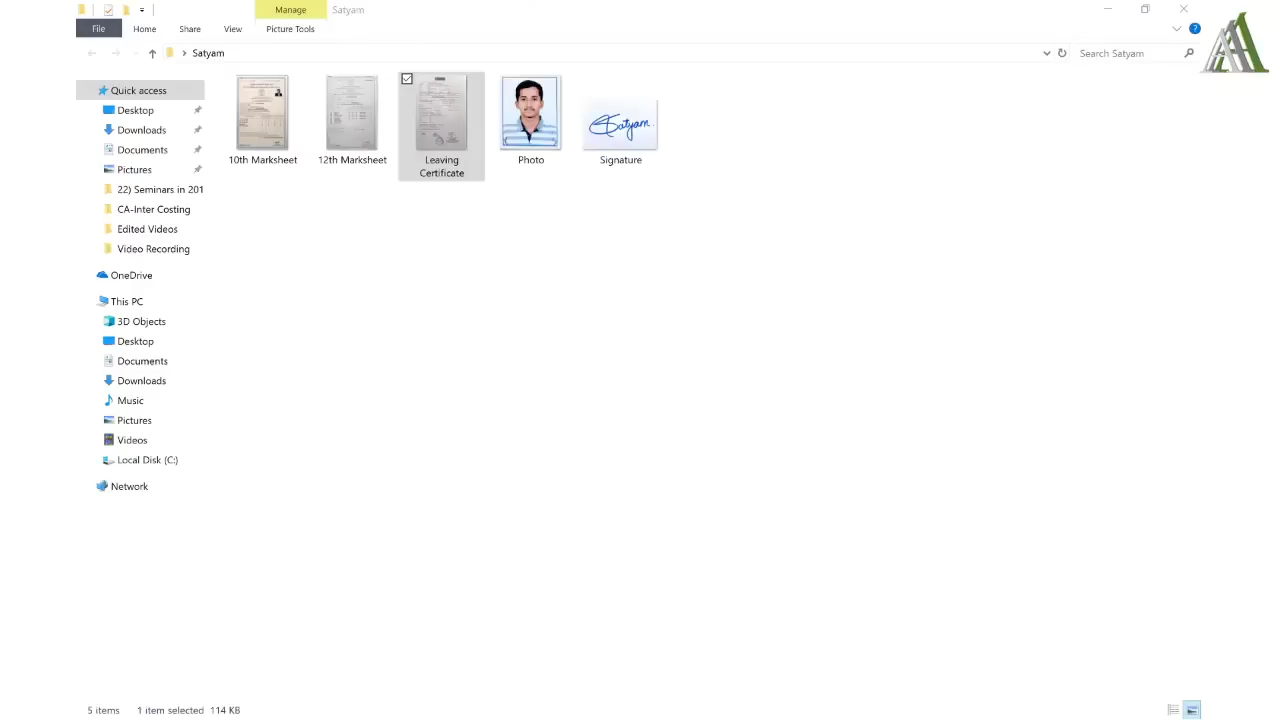 Manage
Satyam
File
Home
Share
View
Picture Tools
Satyam
Search Satyam
Quick access
Desktop
Downloads
Documents
Pictures
22) Seminars in 201
CA-Inter Costing
Edited Videos
Video Recording
OneDrive
This PC
3D Objects
Desktop
Documents
Downloads
Music
Pictures
Videos
Local Disk (C:)
Network
10th Marksheet
12th Marksheet
Leaving
Certificate
Photo
Satyam
Signature
5 items
1 item selected 114 KB